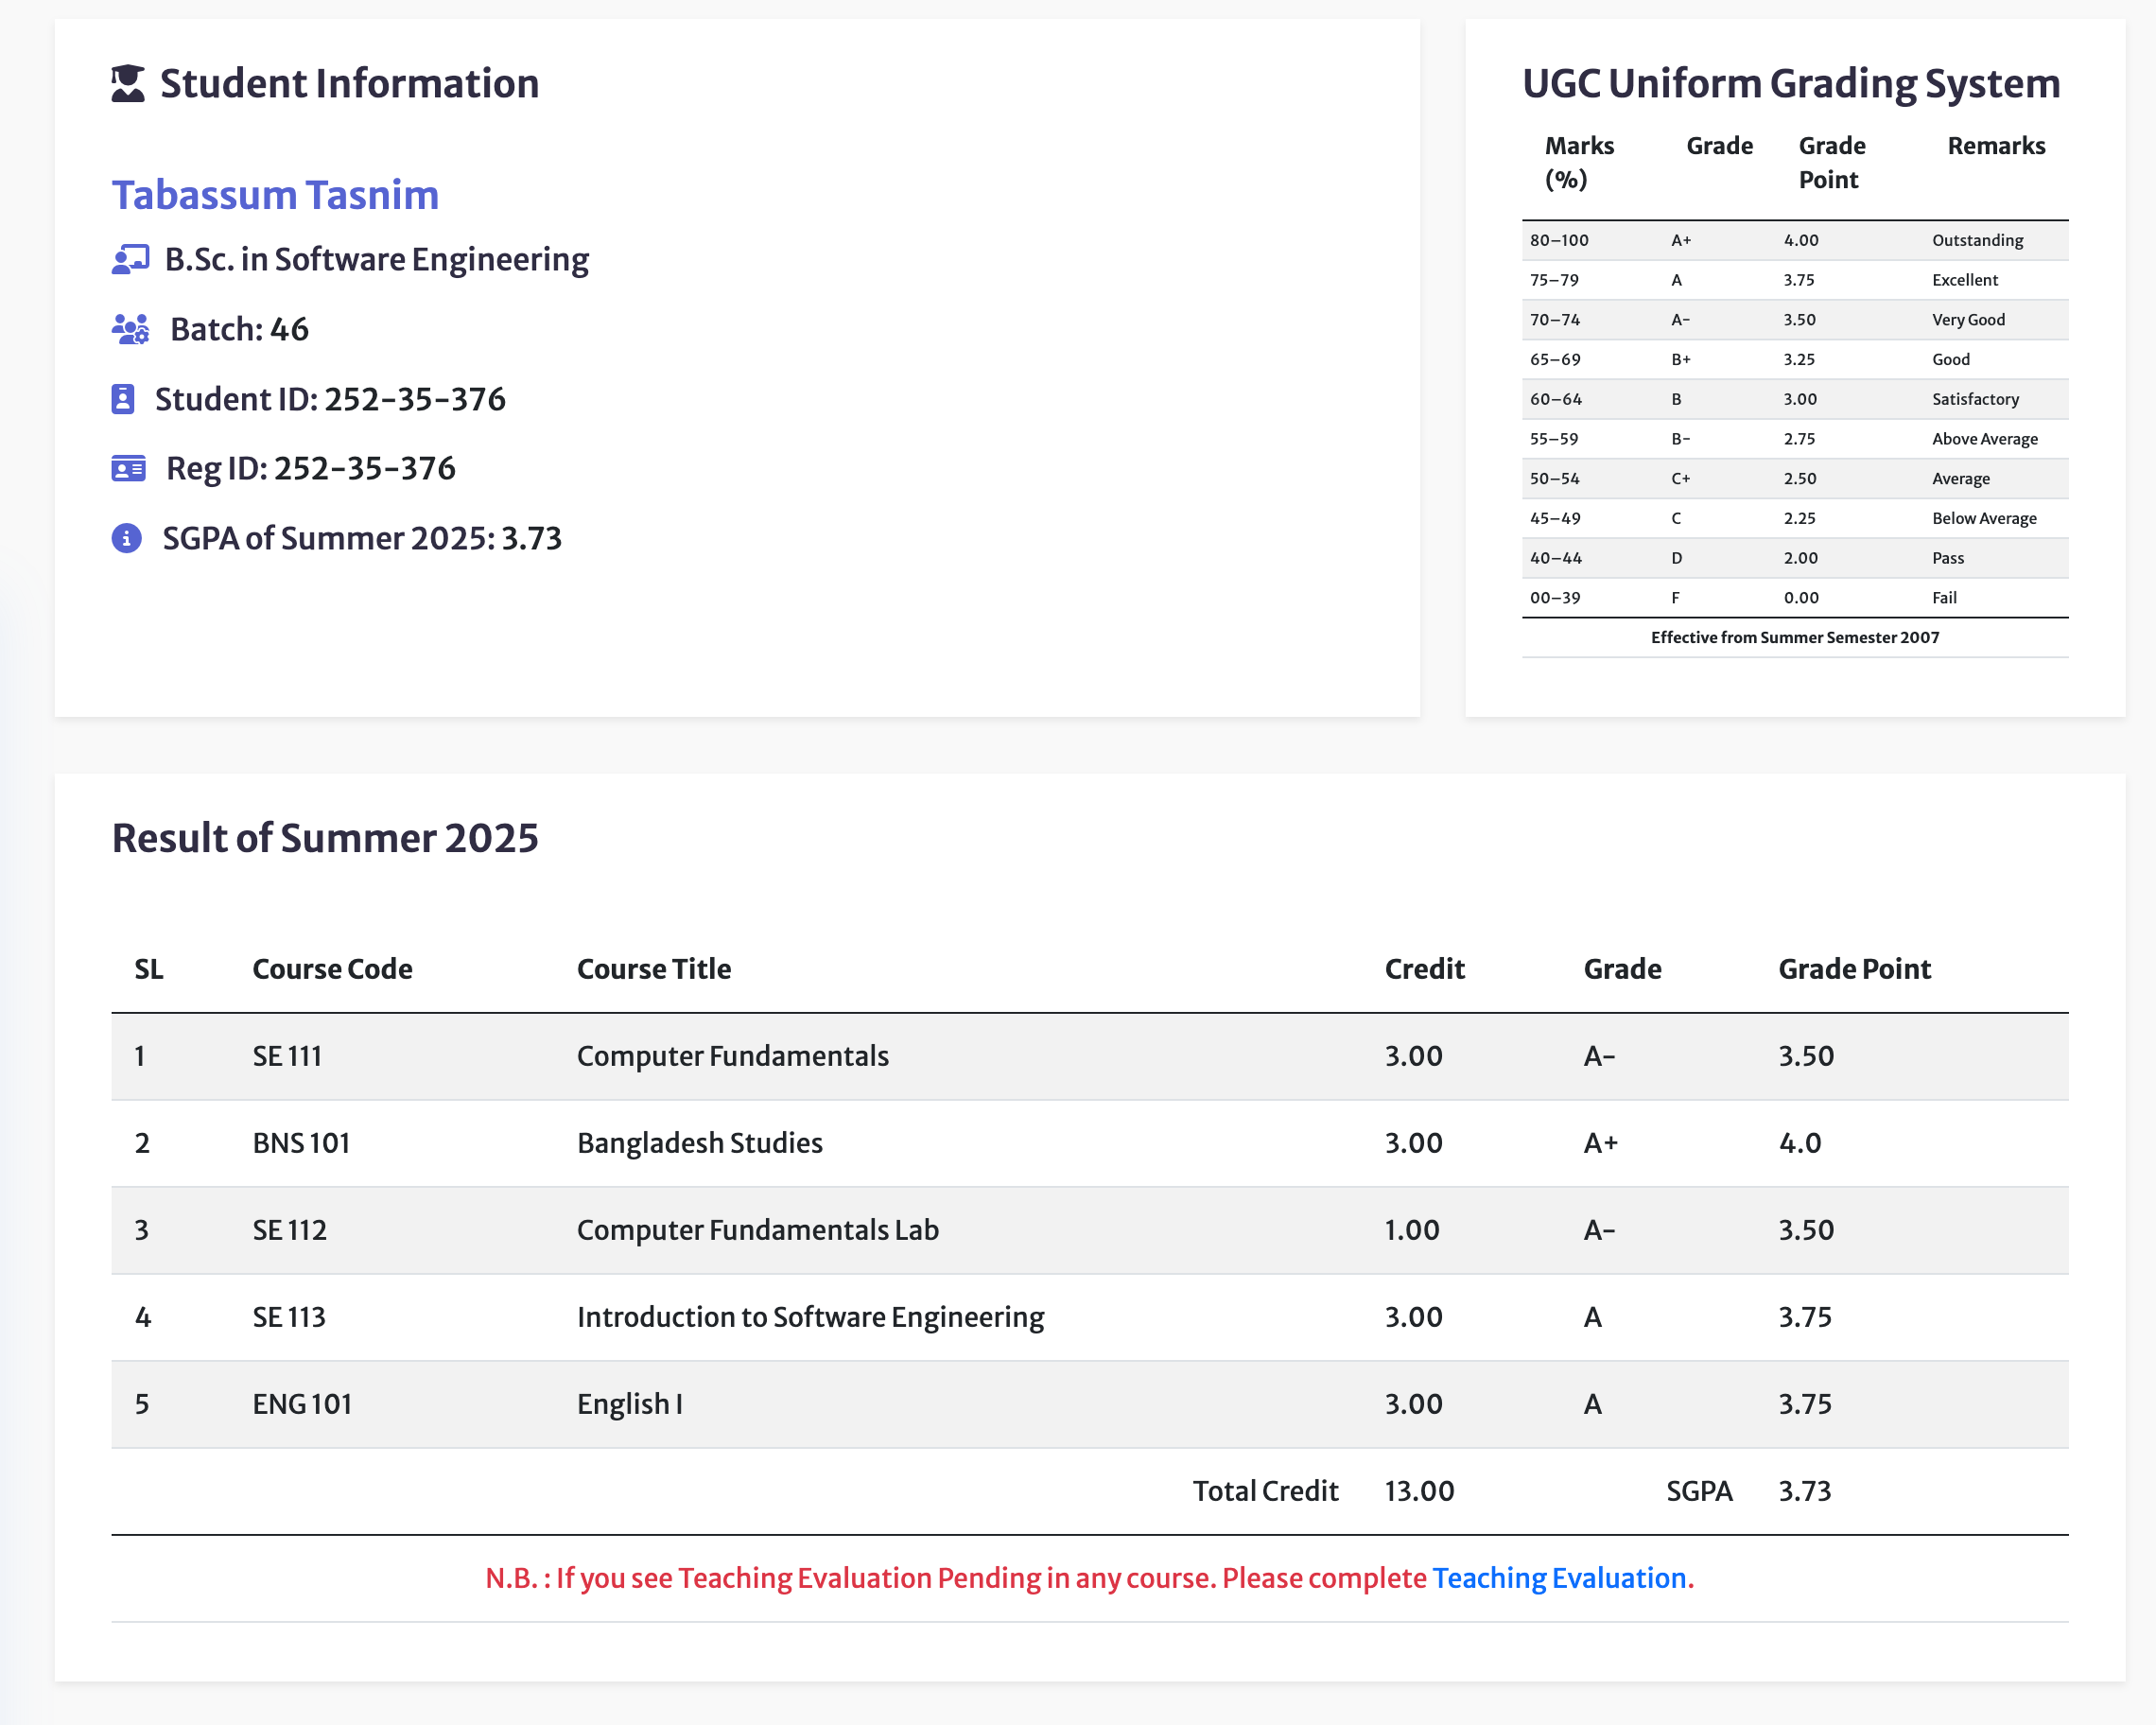 Student Information
Tabassum Tasnim
B.Sc. in Software Engineering
Batch: 46
Student ID: 252-35-376
Reg ID: 252-35-376
SGPA of Summer 2025: 3.73
UGC Uniform Grading System
Marks (%) Grade Grade Point Remarks
80–100 A+ 4.00 Outstanding
75–79 A 3.75 Excellent
70–74 A- 3.50 Very Good
65–69 B+ 3.25 Good
60–64 B 3.00 Satisfactory
55–59 B- 2.75 Above Average
50–54 C+ 2.50 Average
45–49 C 2.25 Below Average
40–44 D 2.00 Pass
00–39 F 0.00 Fail
Effective from Summer Semester 2007
Result of Summer 2025
SL Course Code Course Title Credit Grade Grade Point
1 SE 111 Computer Fundamentals 3.00 A- 3.50
2 BNS 101 Bangladesh Studies 3.00 A+ 4.0
3 SE 112 Computer Fundamentals Lab 1.00 A- 3.50
4 SE 113 Introduction to Software Engineering 3.00 A 3.75
5 ENG 101 English I 3.00 A 3.75
Total Credit 13.00 SGPA 3.73
N.B. : If you see Teaching Evaluation Pending in any course. Please complete Teaching Evaluation.